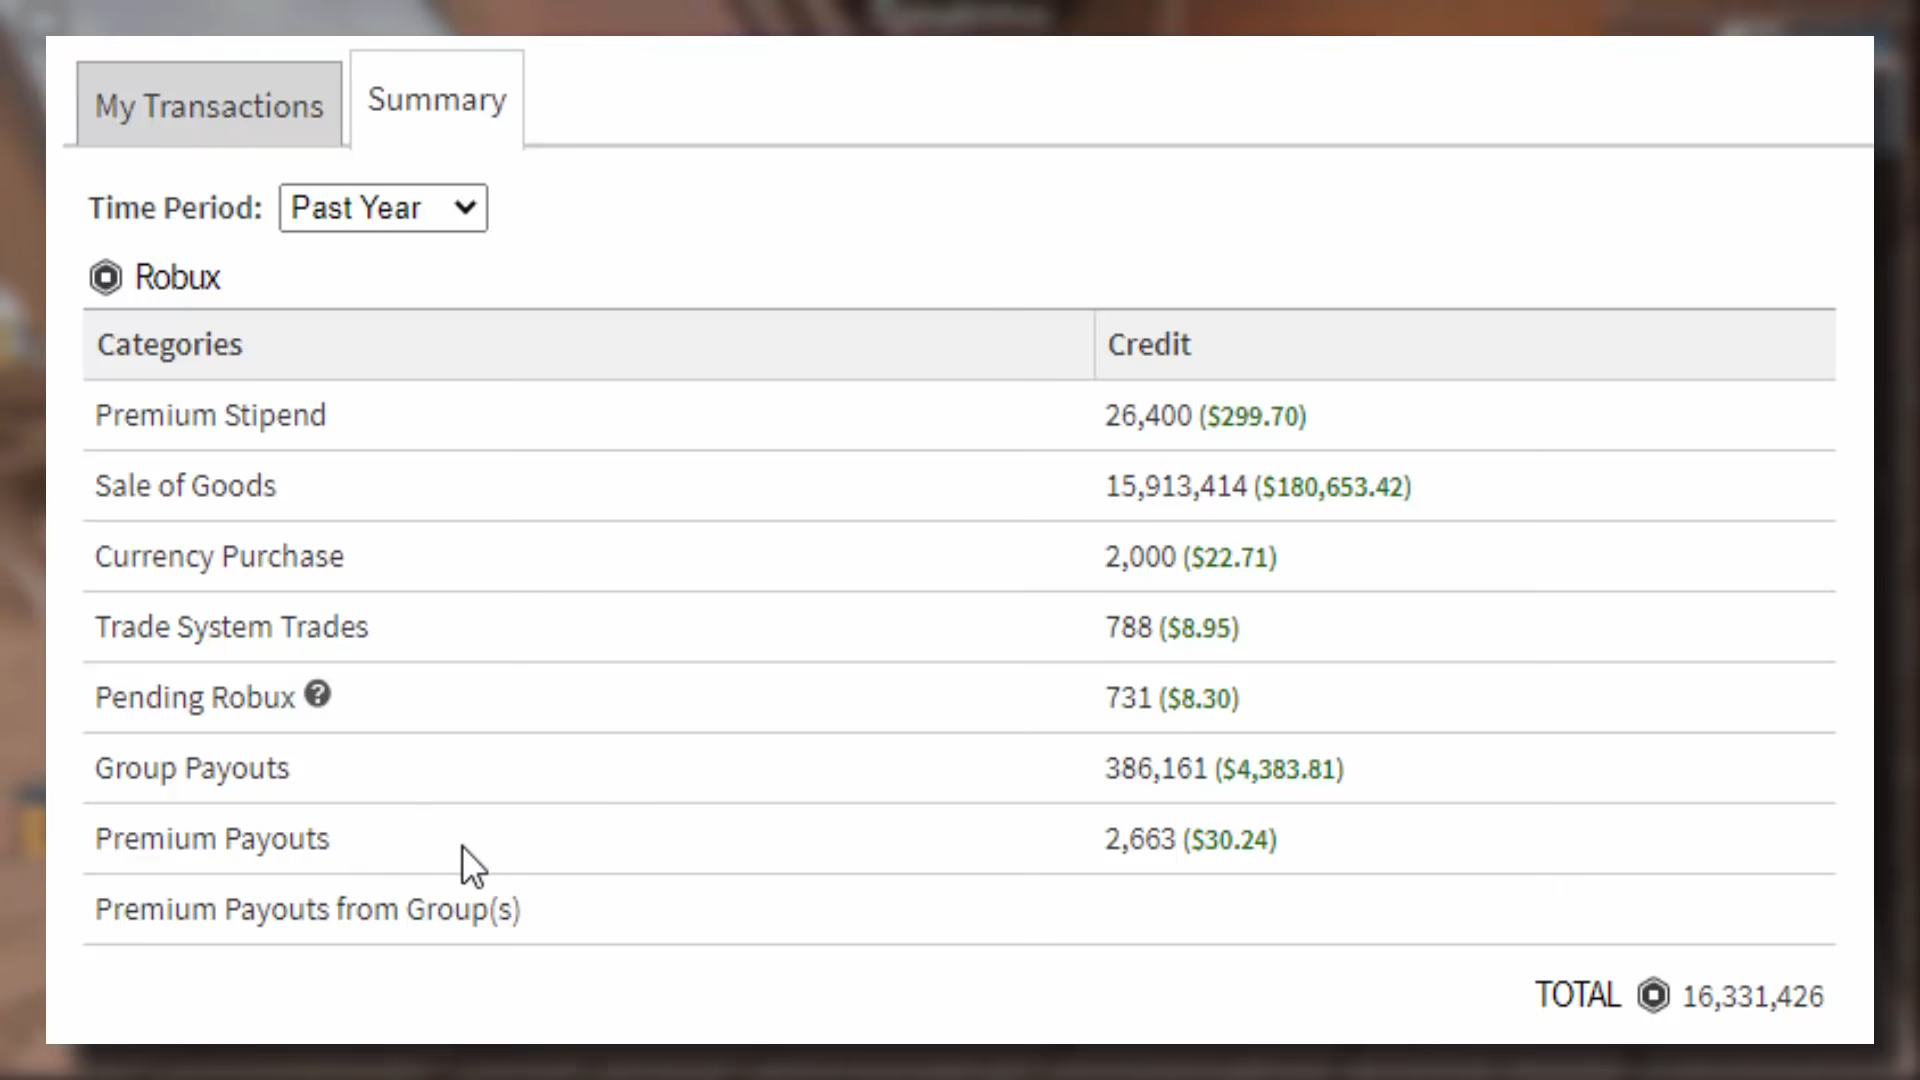 My Transactions
Summary
Time Period: Past Year
Robux
Categories Credit
Premium Stipend 26,400 ($299.70)
Sale of Goods 15,913,414 ($180,653.42)
Currency Purchase 2,000 ($22.71)
Trade System Trades 788 ($8.95)
Pending Robux ? 731 ($8.30)
Group Payouts 386,161 ($4,383.81)
Premium Payouts 2,663 ($30.24)
Premium Payouts from Group(s)
TOTAL 16,331,426